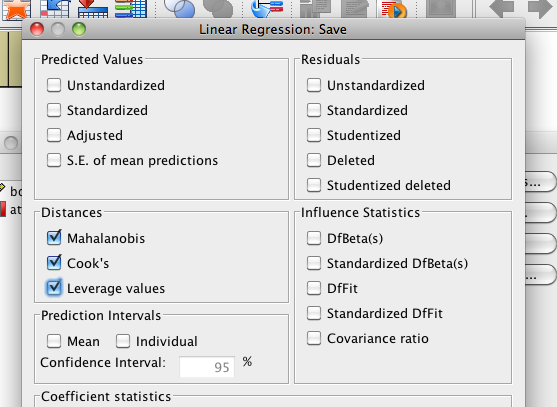 Linear Regression: Save
Predicted Values
Unstandardized
Standardized
Adjusted
S.E. of mean predictions
Residuals
Unstandardized
Standardized
Studentized
Deleted
Studentized deleted
Distances
Mahalanobis
Cook's
Leverage values
Influence Statistics
DfBeta(s)
Standardized DfBeta(s)
DfFit
Standardized DfFit
Covariance ratio
Prediction Intervals
Mean Individual
Confidence Interval: 95 %
Coefficient statistics